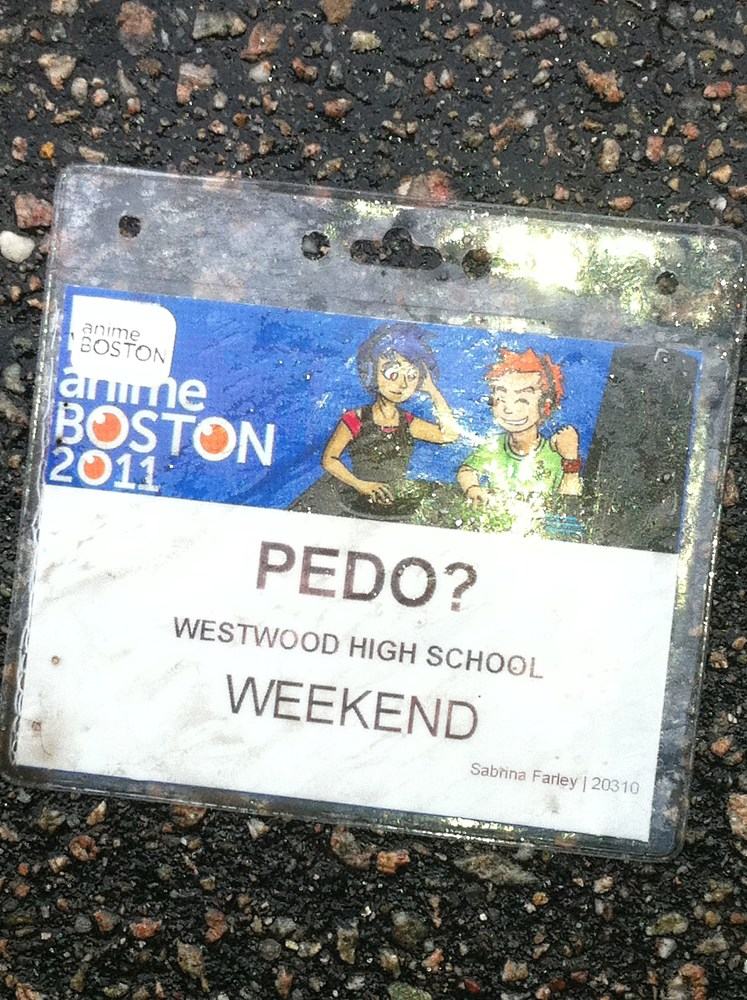 anime
BOSTON
anime
BOSTON
2011
PEDO?
WESTWOOD HIGH SCHOOL
WEEKEND
Sabrina Farley | 20310